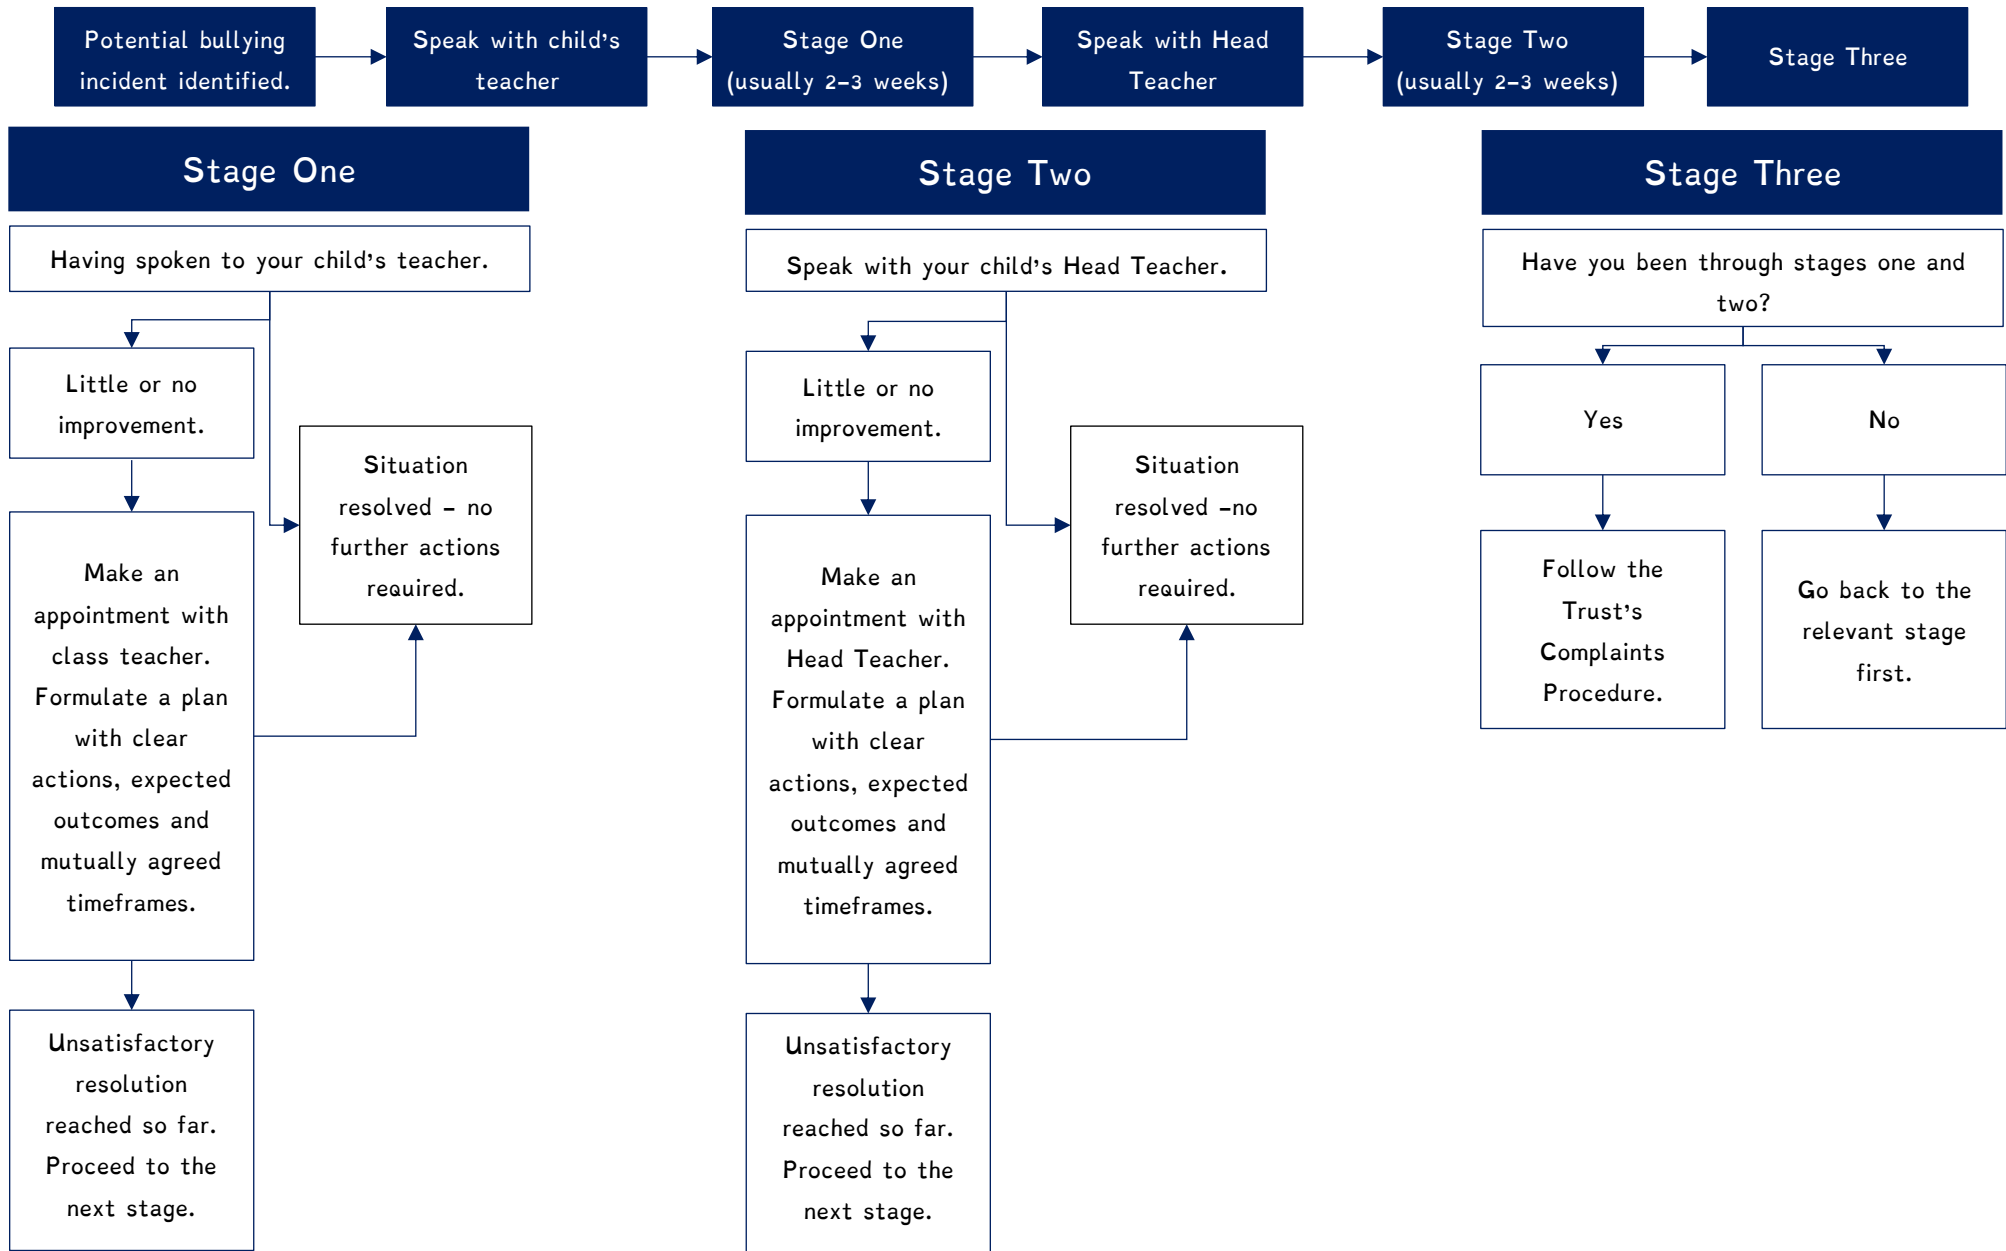 Potential bullying
incident identified.
Speak with child's
teacher
Stage One
(usually 2-3 weeks)
Speak with Head
Teacher
Stage Two
(usually 2-3 weeks)
Stage Three
Stage One
Having spoken to your child's teacher.
Little or no
improvement.
Situation
resolved – no
further actions
required.
Make an
appointment with
class teacher.
Formulate a plan
with clear
actions, expected
outcomes and
mutually agreed
timeframes.
Unsatisfactory
resolution
reached so far.
Proceed to the
next stage.
Stage Two
Speak with your child's Head Teacher.
Little or no
improvement.
Situation
resolved –no
further actions
required.
Make an
appointment with
Head Teacher.
Formulate a plan
with clear
actions, expected
outcomes and
mutually agreed
timeframes.
Unsatisfactory
resolution
reached so far.
Proceed to the
next stage.
Stage Three
Have you been through stages one and
two?
Yes
No
Follow the
Trust's
Complaints
Procedure.
Go back to the
relevant stage
first.